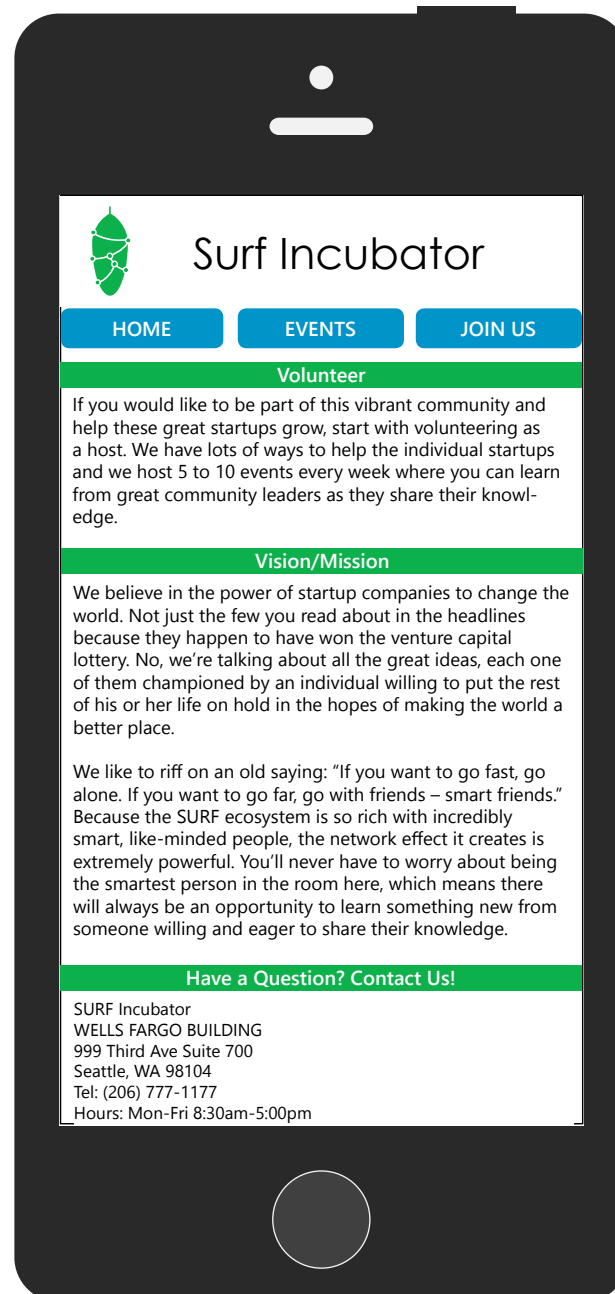 Surf Incubator
HOME EVENTS JOIN US
Volunteer
If you would like to be part of this vibrant community and
help these great startups grow, start with volunteering as
a host. We have lots of ways to help the individual startups
and we host 5 to 10 events every week where you can learn
from great community leaders as they share their knowl-
edge.
Vision/Mission
We believe in the power of startup companies to change the
world. Not just the few you read about in the headlines
because they happen to have won the venture capital
lottery. No, we’re talking about all the great ideas, each one
of them championed by an individual willing to put the rest
of his or her life on hold in the hopes of making the world a
better place.
We like to riff on an old saying: “If you want to go fast, go
alone. If you want to go far, go with friends – smart friends.”
Because the SURF ecosystem is so rich with incredibly
smart, like-minded people, the network effect it creates is
extremely powerful. You’ll never have to worry about being
the smartest person in the room here, which means there
will always be an opportunity to learn something new from
someone willing and eager to share their knowledge.
Have a Question? Contact Us!
SURF Incubator
WELLS FARGO BUILDING
999 Third Ave Suite 700
Seattle, WA 98104
Tel: (206) 777-1177
Hours: Mon-Fri 8:30am-5:00pm